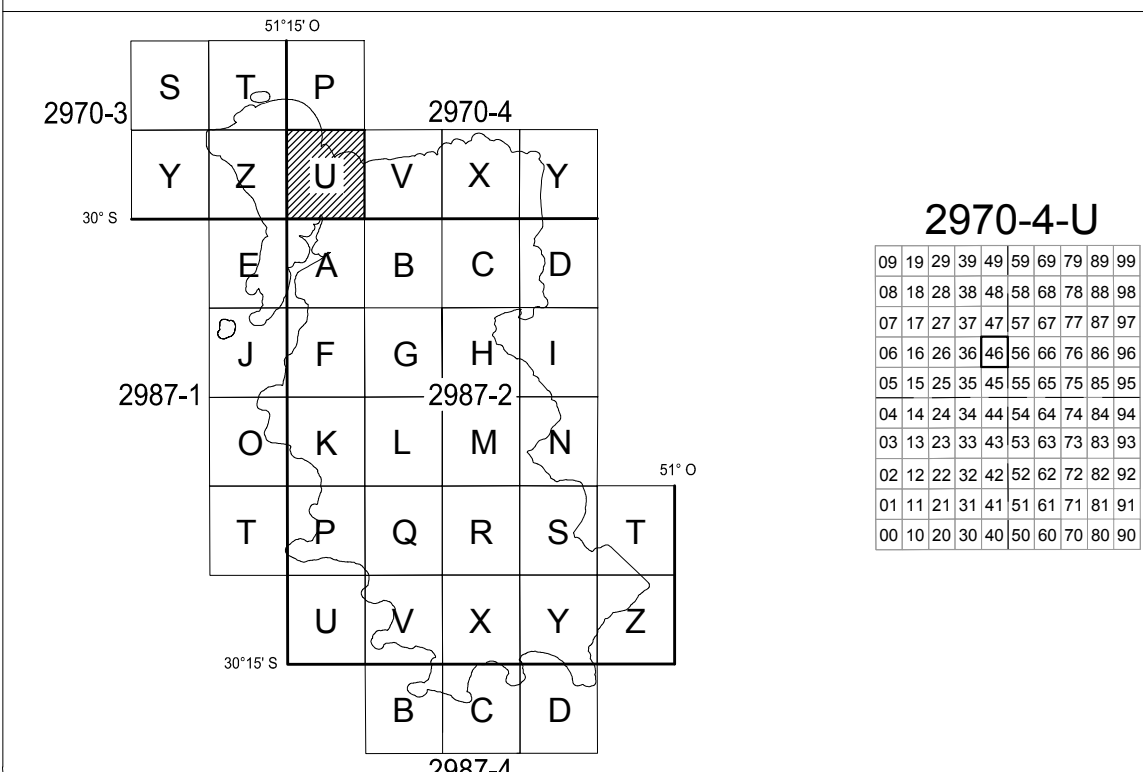 51°15' O
S T P
2970-3
2970-4
Y Z U V X Y
30° S
E A B C D
J F G H I
2987-1
2987-2
O K L M N
51° O
T P Q R S T
U V X Y Z
30°15' S
B C D
2987-4
2970-4-U
09 19 29 39 49 59 69 79 89 99
08 18 28 38 48 58 68 78 88 98
07 17 27 37 47 57 67 77 87 97
06 16 26 36 46 56 66 76 86 96
05 15 25 35 45 55 65 75 85 95
04 14 24 34 44 54 64 74 84 94
03 13 23 33 43 53 63 73 83 93
02 12 22 32 42 52 62 72 82 92
01 11 21 31 41 51 61 71 81 91
00 10 20 30 40 50 60 70 80 90